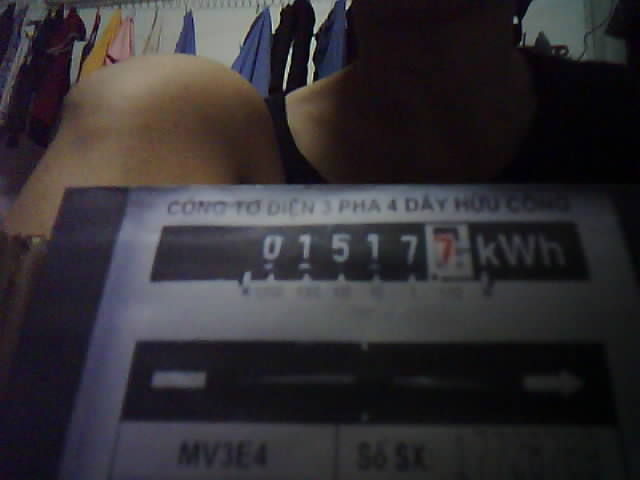 CÔNG TƠ ĐIỆN 3 PHA 4 DÂY HỮU CÔNG
015177 kWh
MV3E4 Số SX